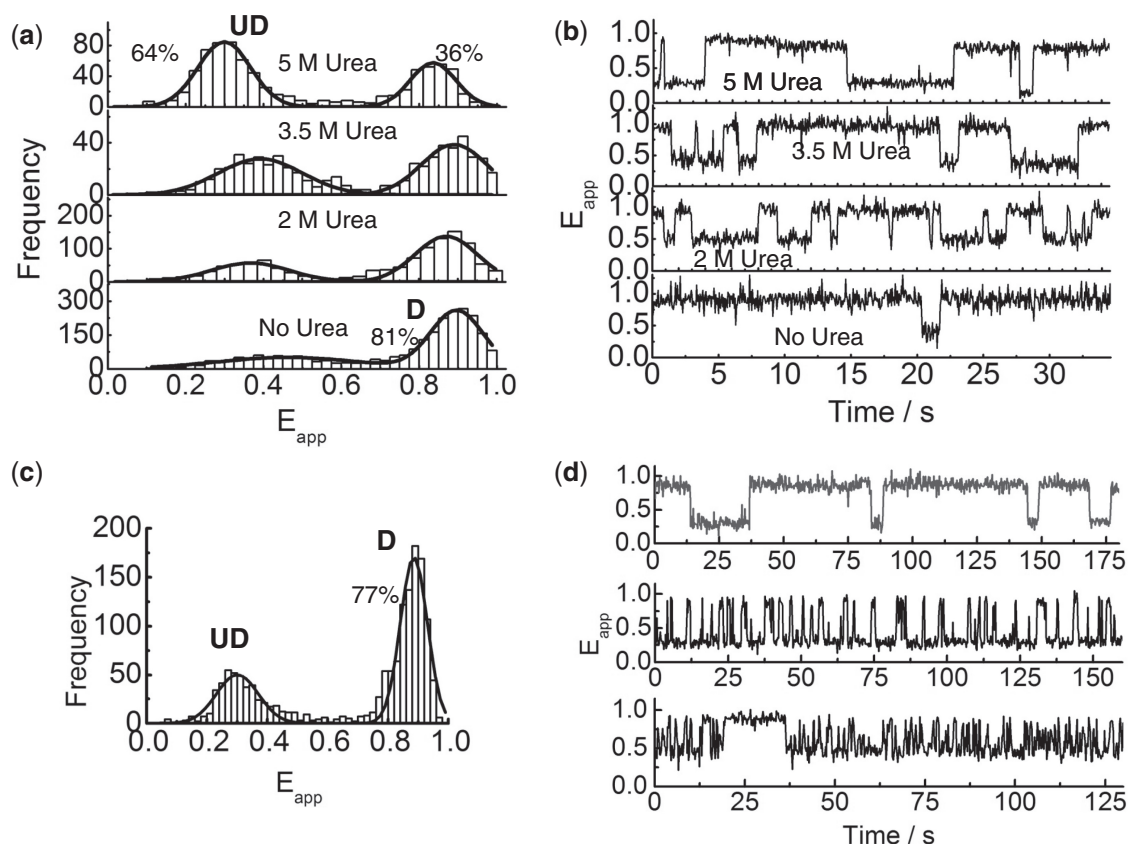 (a)
UD
64%
36%
5 M Urea
80
40
0
3.5 M Urea
40
0
2 M Urea
200
100
0
D
No Urea
81%
300
150
0
0.0 0.2 0.4 0.6 0.8 1.0
Frequency
E app
(b)
1.0
0.5
0.0
5 M Urea
1.0
0.5
0.0
3.5 M Urea
1.0
0.5
0.0
2 M Urea
1.0
0.5
0.0
No Urea
0 5 10 15 20 25 30
E app
Time / s
(c)
200
150
100
50
0
D
77%
UD
0.0 0.2 0.4 0.6 0.8 1.0
Frequency
E app
(d)
1.0
0.5
0.0
0 25 50 75 100 125 150 175
1.0
0.5
0.0
0 25 50 75 100 125 150
1.0
0.5
0.0
0 25 50 75 100 125
E app
Time / s